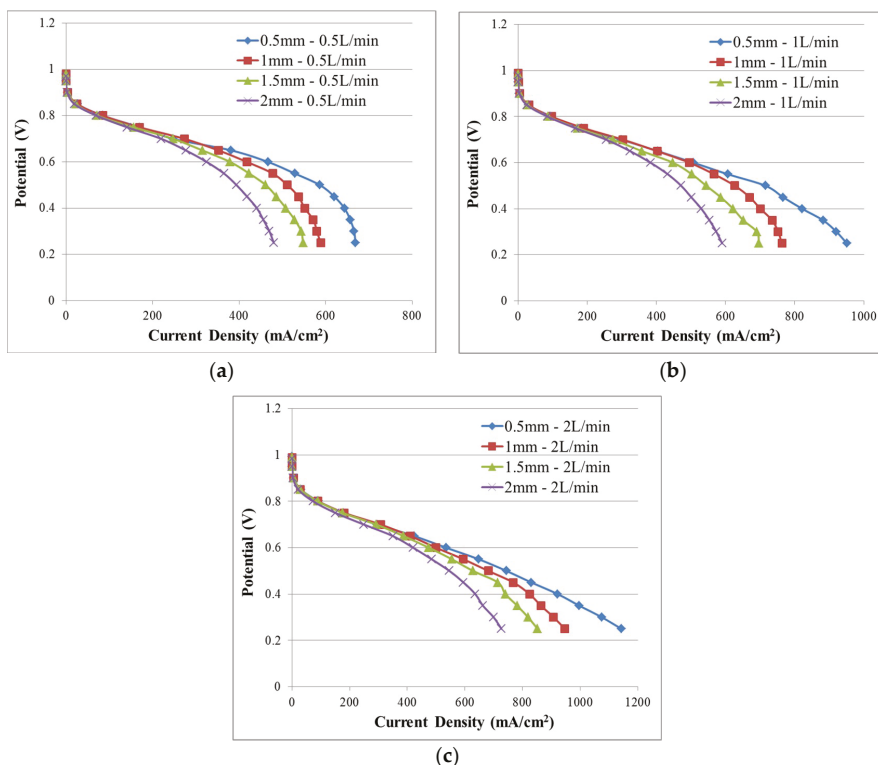 1.2
1
0.8
0.6
0.4
0.2
0
Potential (V)
0.5mm - 0.5L/min
1mm - 0.5L/min
1.5mm - 0.5L/min
2mm - 0.5L/min
0 200 400 600 800
Current Density (mA/cm²)
(a)
1.2
1
0.8
0.6
0.4
0.2
0
Potential (V)
0.5mm - 1L/min
1mm - 1L/min
1.5mm - 1L/min
2mm - 1L/min
0 200 400 600 800 1000
Current Density (mA/cm²)
(b)
1.2
1
0.8
0.6
0.4
0.2
0
Potential (V)
0.5mm - 2L/min
1mm - 2L/min
1.5mm - 2L/min
2mm - 2L/min
0 200 400 600 800 1000 1200
Current Density (mA/cm²)
(c)